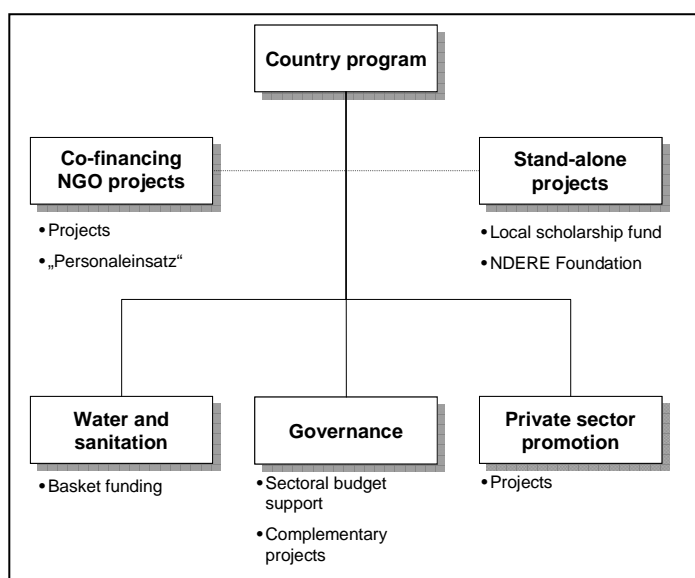 Country program
Co-financing
NGO projects
• Projects
• „Personaleinsatz“
Stand-alone
projects
• Local scholarship fund
• NDERE Foundation
Water and
sanitation
• Basket funding
Governance
• Sectoral budget
support
• Complementary
projects
Private sector
promotion
• Projects